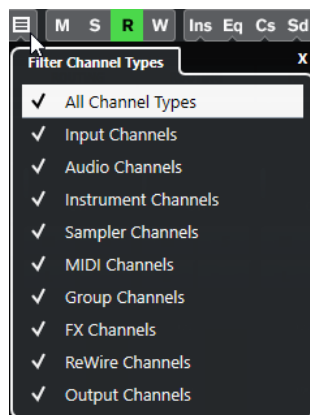 M S R W Ins Eq Cs Sd
Filter Channel Types X
All Channel Types
Input Channels
Audio Channels
Instrument Channels
Sampler Channels
MIDI Channels
Group Channels
FX Channels
ReWire Channels
Output Channels